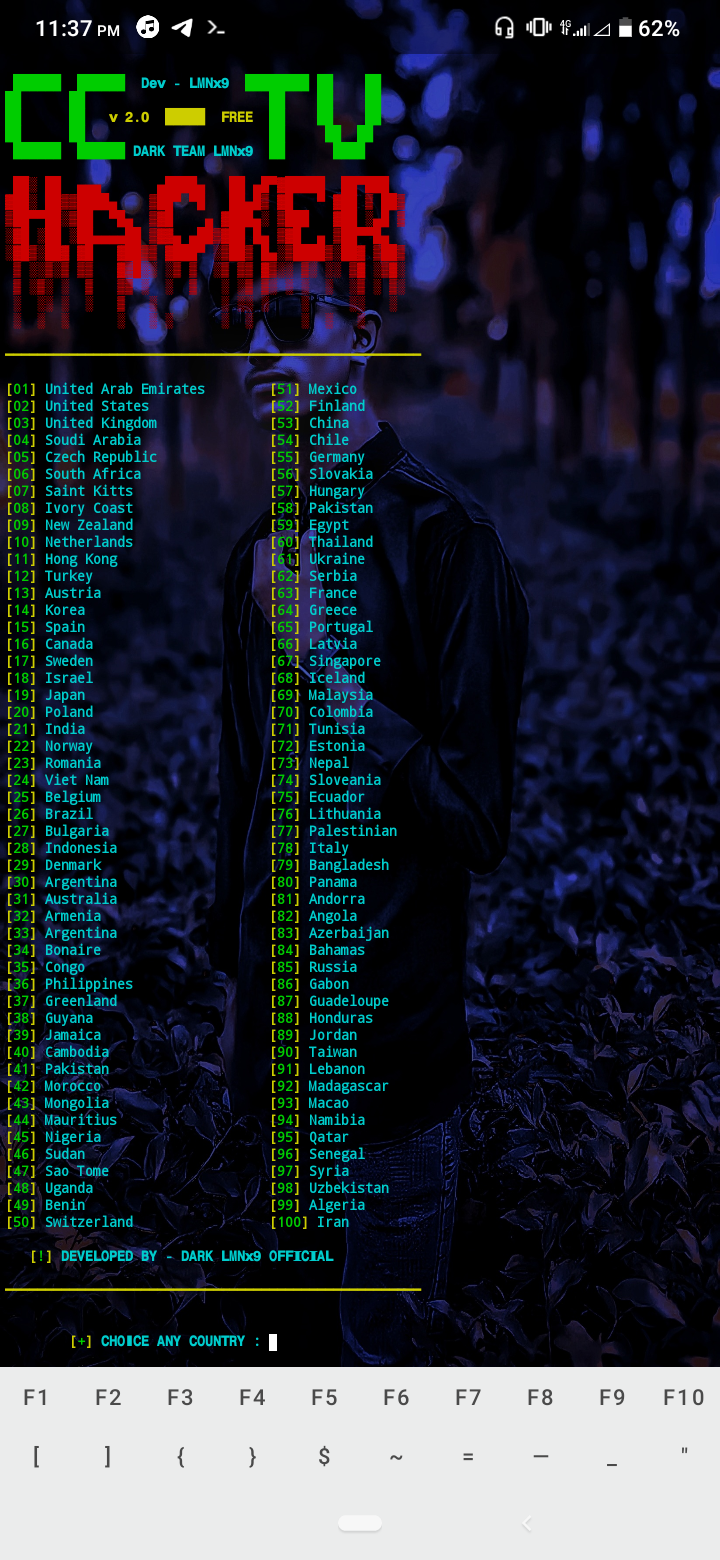 11:37 PM 4G 62%
CC Dev - LMNx9 TV
v 2.0 FREE
DARK TEAM LMNx9
HACKER
[01] United Arab Emirates [51] Mexico
[02] United States [52] Finland
[03] United Kingdom [53] China
[04] Soudi Arabia [54] Chile
[05] Czech Republic [55] Germany
[06] South Africa [56] Slovakia
[07] Saint Kitts [57] Hungary
[08] Ivory Coast [58] Pakistan
[09] New Zealand [59] Egypt
[10] Netherlands [60] Thailand
[11] Hong Kong [61] Ukraine
[12] Turkey [62] Serbia
[13] Austria [63] France
[14] Korea [64] Greece
[15] Spain [65] Portugal
[16] Canada [66] Latvia
[17] Sweden [67] Singapore
[18] Israel [68] Iceland
[19] Japan [69] Malaysia
[20] Poland [70] Colombia
[21] India [71] Tunisia
[22] Norway [72] Estonia
[23] Romania [73] Nepal
[24] Viet Nam [74] Sloveania
[25] Belgium [75] Ecuador
[26] Brazil [76] Lithuania
[27] Bulgaria [77] Palestinian
[28] Indonesia [78] Italy
[29] Denmark [79] Bangladesh
[30] Argentina [80] Panama
[31] Australia [81] Andorra
[32] Armenia [82] Angola
[33] Argentina [83] Azerbaijan
[34] Bonaire [84] Bahamas
[35] Congo [85] Russia
[36] Philippines [86] Gabon
[37] Greenland [87] Guadeloupe
[38] Guyana [88] Honduras
[39] Jamaica [89] Jordan
[40] Cambodia [90] Taiwan
[41] Pakistan [91] Lebanon
[42] Morocco [92] Madagascar
[43] Mongolia [93] Macao
[44] Mauritius [94] Namibia
[45] Nigeria [95] Qatar
[46] Sudan [96] Senegal
[47] Sao Tome [97] Syria
[48] Uganda [98] Uzbekistan
[49] Benin [99] Algeria
[50] Switzerland [100] Iran
[!] DEVELOPED BY - DARK LMNx9 OFFICIAL
[+] CHOICE ANY COUNTRY :
F1 F2 F3 F4 F5 F6 F7 F8 F9 F10
[ ] { } $ ~ = — _ "